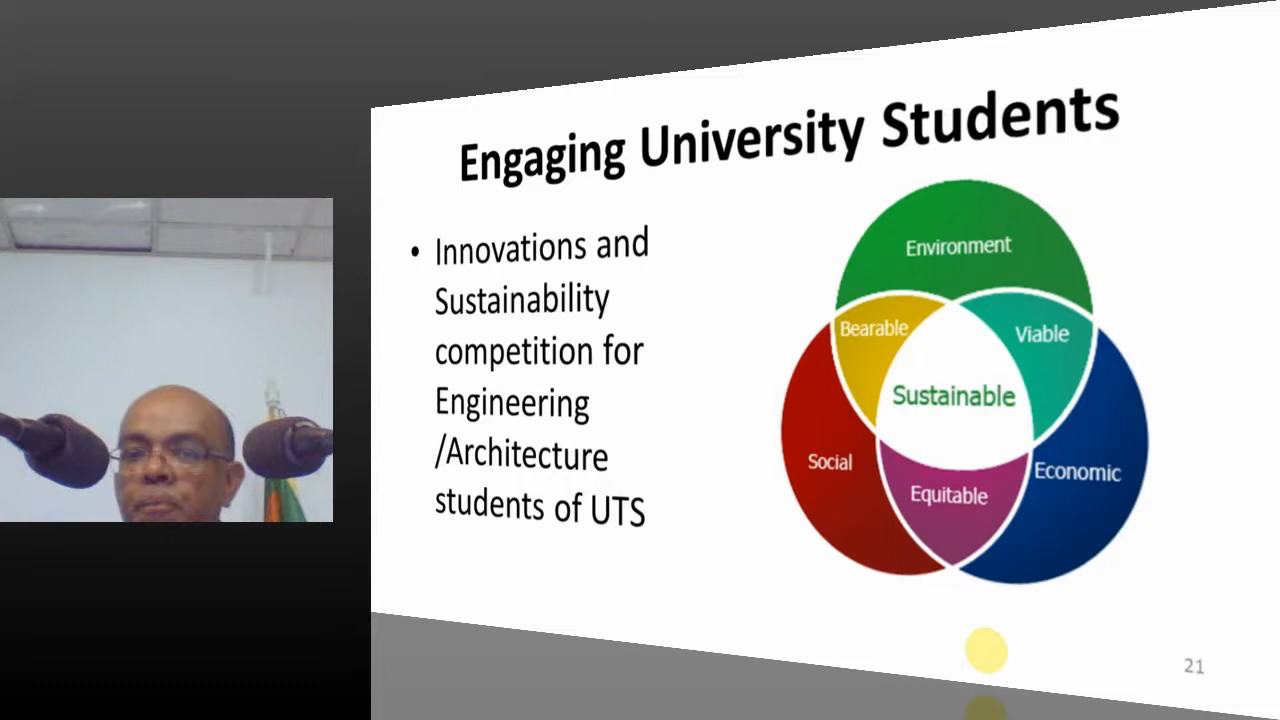 Engaging University Students
• Innovations and
Sustainability
competition for
Engineering
/Architecture
students of UTS
Environment
Bearable
Viable
Sustainable
Social
Economic
Equitable
21